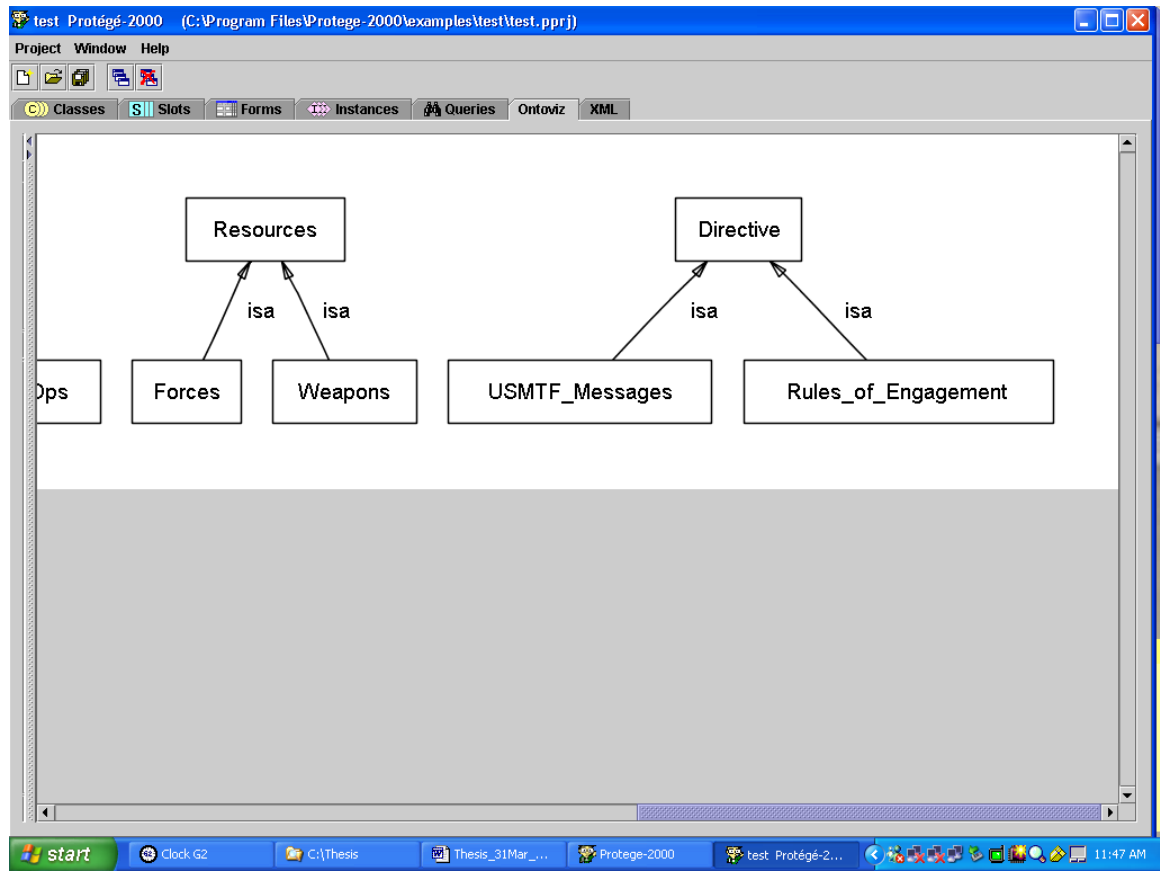 test Protégé-2000 (C:\Program Files\Protege-2000\examples\test\test.pprj)
Project Window Help
C Classes S Slots Forms I Instances Queries Ontoviz XML
Resources Directive
isa isa isa isa
Ops Forces Weapons USMTF_Messages Rules_of_Engagement
start G2 Clock G2 C:\Thesis Thesis_31Mar_... Protege-2000 test Protégé-2... 11:47 AM